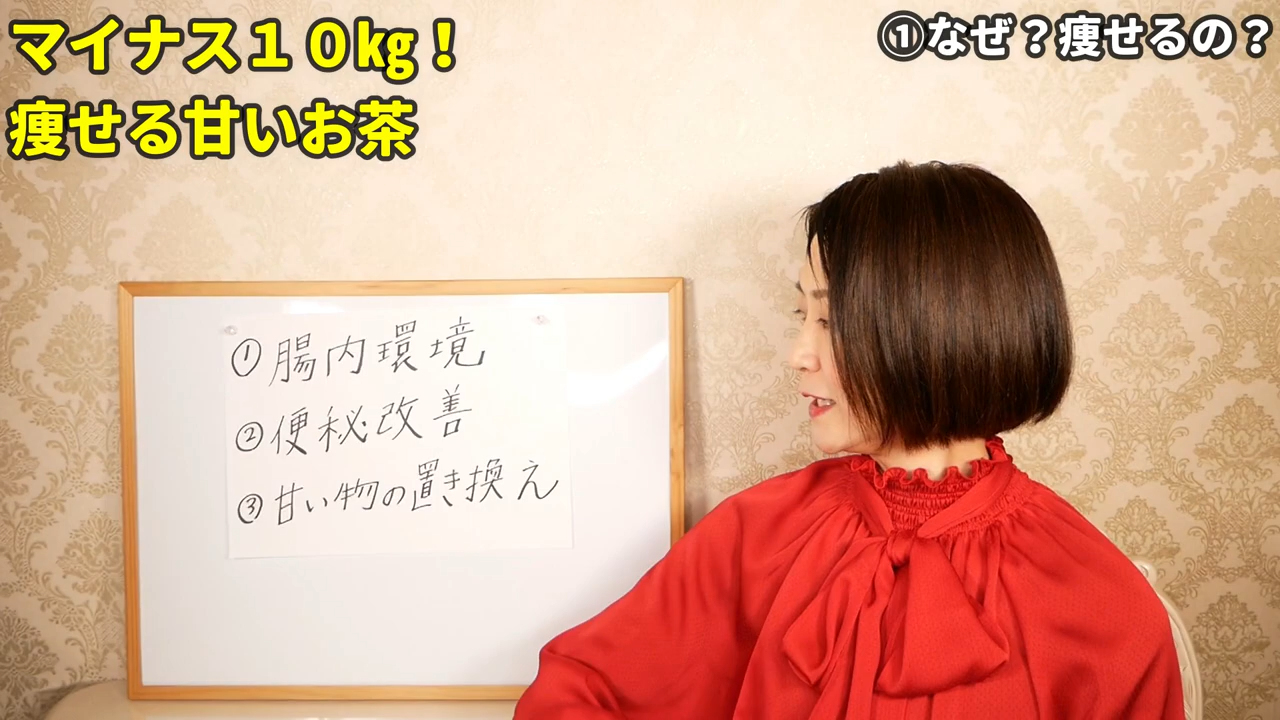 マイナス１０㎏！
痩せる甘いお茶
①なぜ？痩せるの？
①腸内環境
②便秘改善
③甘い物の置き換え